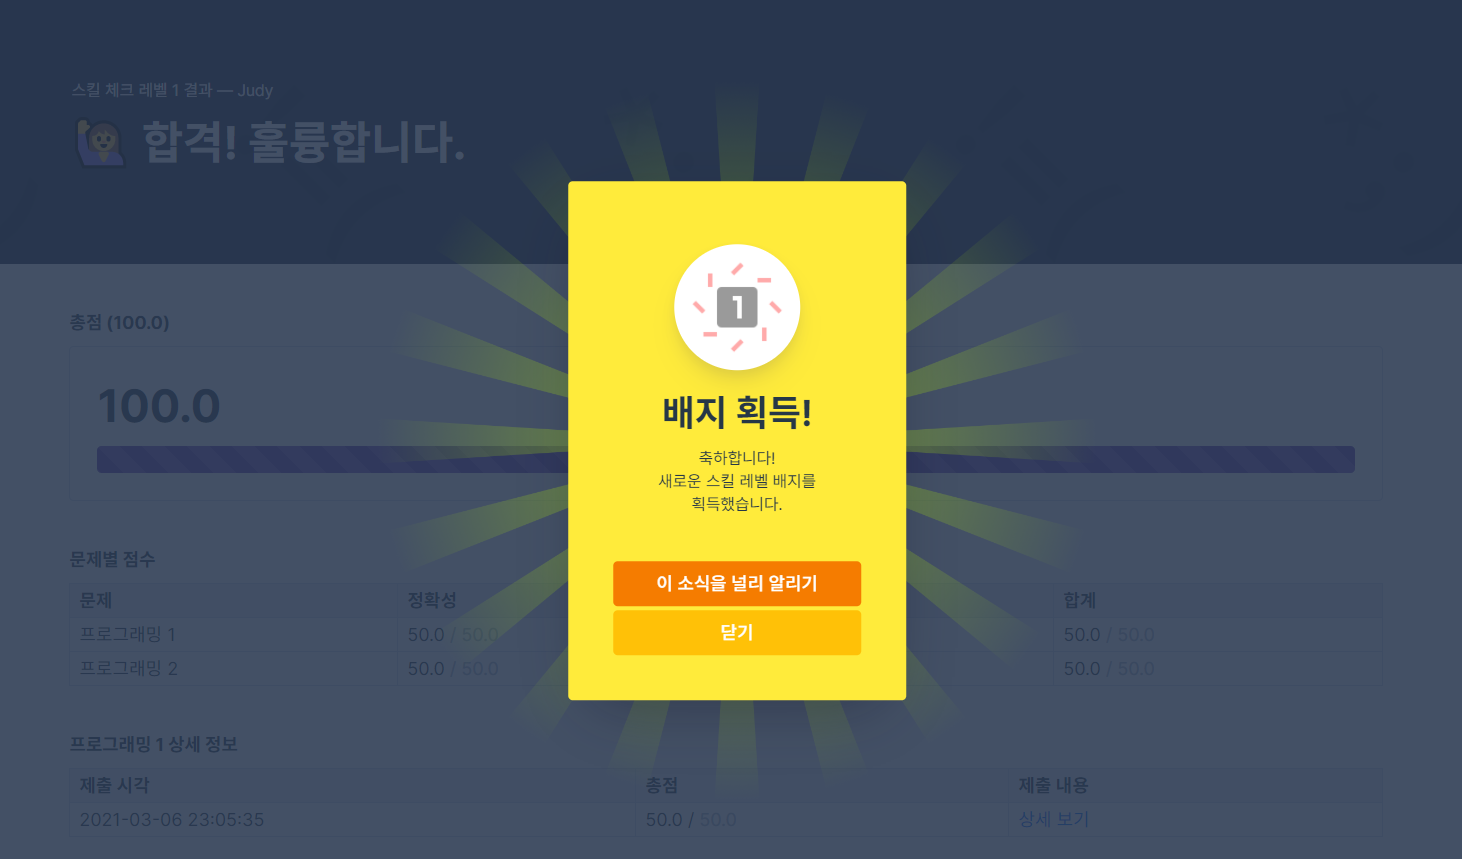 스킬 체크 레벨 1 결과 — Judy
합격! 훌륭합니다.
총점 (100.0)
100.0
1
배지 획득!
축하합니다!
새로운 스킬 레벨 배지를
획득했습니다.
이 소식을 널리 알리기
닫기
문제별 점수
문제 정확성 합계
프로그래밍 1 50.0 / 50.0 50.0 / 50.0
프로그래밍 2 50.0 / 50.0 50.0 / 50.0
프로그래밍 1 상세 정보
제출 시각 총점 제출 내용
2021-03-06 23:05:35 50.0 / 50.0 상세 보기